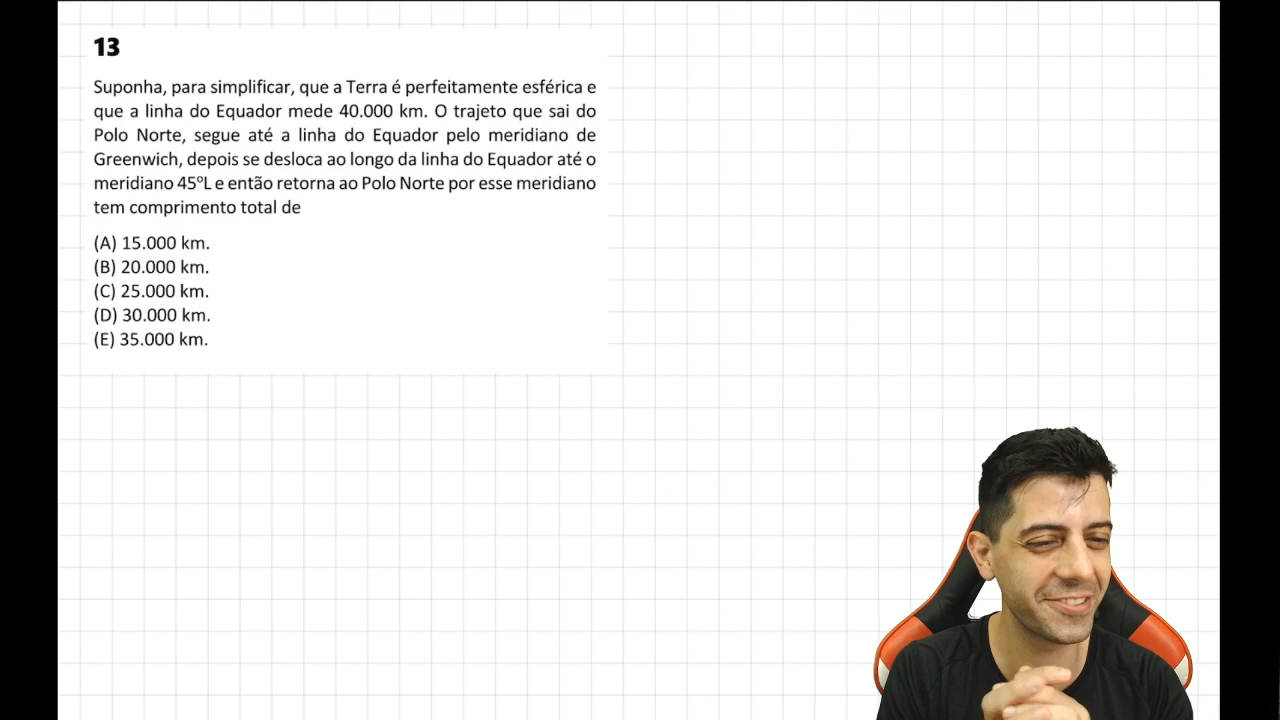 13
Suponha, para simplificar, que a Terra é perfeitamente esférica e
que a linha do Equador mede 40.000 km. O trajeto que sai do
Polo Norte, segue até a linha do Equador pelo meridiano de
Greenwich, depois se desloca ao longo da linha do Equador até o
meridiano 45ºL e então retorna ao Polo Norte por esse meridiano
tem comprimento total de
(A) 15.000 km.
(B) 20.000 km.
(C) 25.000 km.
(D) 30.000 km.
(E) 35.000 km.